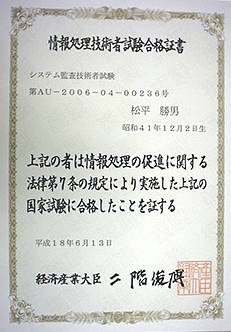 情報処理技術者試験合格証書
システム監査技術者試験
第AU-2006-04-00236号
松平 勝男
昭和41年12月2日生
上記の者は情報処理の促進に関する
法律第7条の規定により実施した上記の
国家試験に合格したことを証する
平成18年6月13日
経済産業大臣 二階俊博